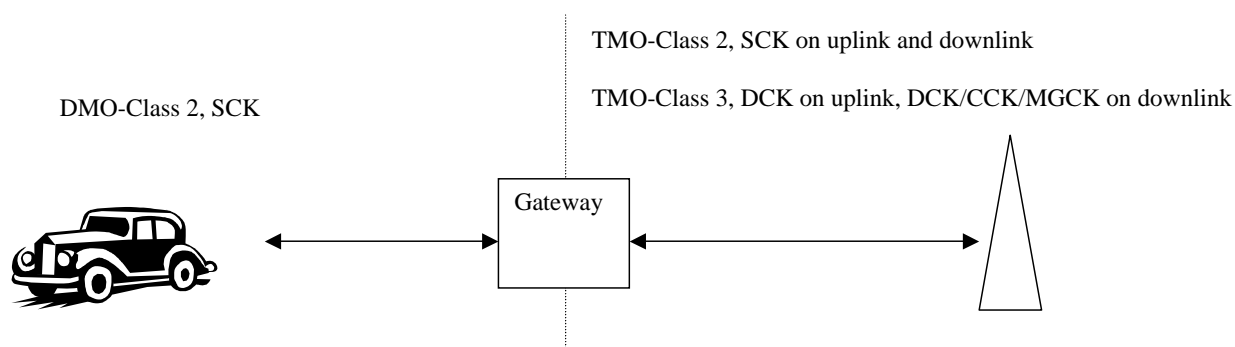 TMO-Class 2, SCK on uplink and downlink
TMO-Class 3, DCK on uplink, DCK/CCK/MGCK on downlink
DMO-Class 2, SCK
Gateway